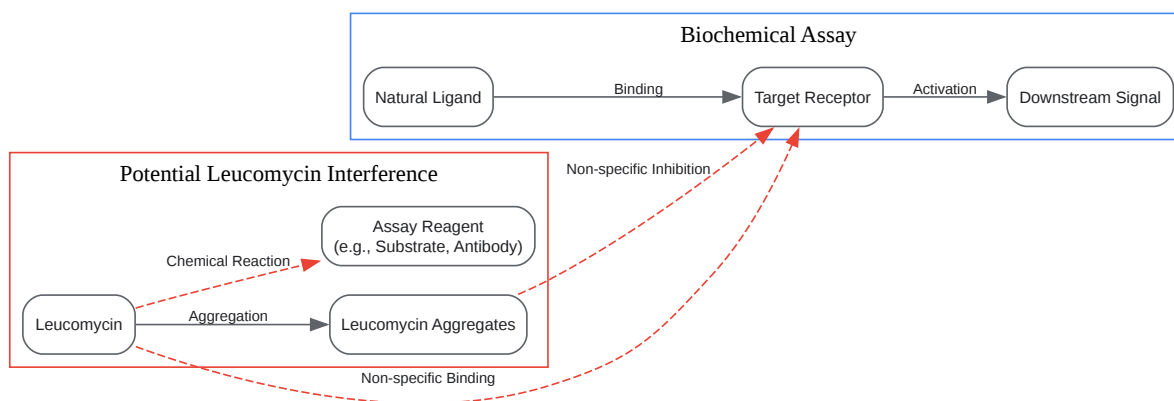 Biochemical Assay
Natural Ligand
Binding
Target Receptor
Activation
Downstream Signal
Non-specific Inhibition
Potential Leucomycin Interference
Assay Reagent
(e.g., Substrate, Antibody)
Chemical Reaction
Leucomycin
Aggregation
Leucomycin Aggregates
Non-specific Binding